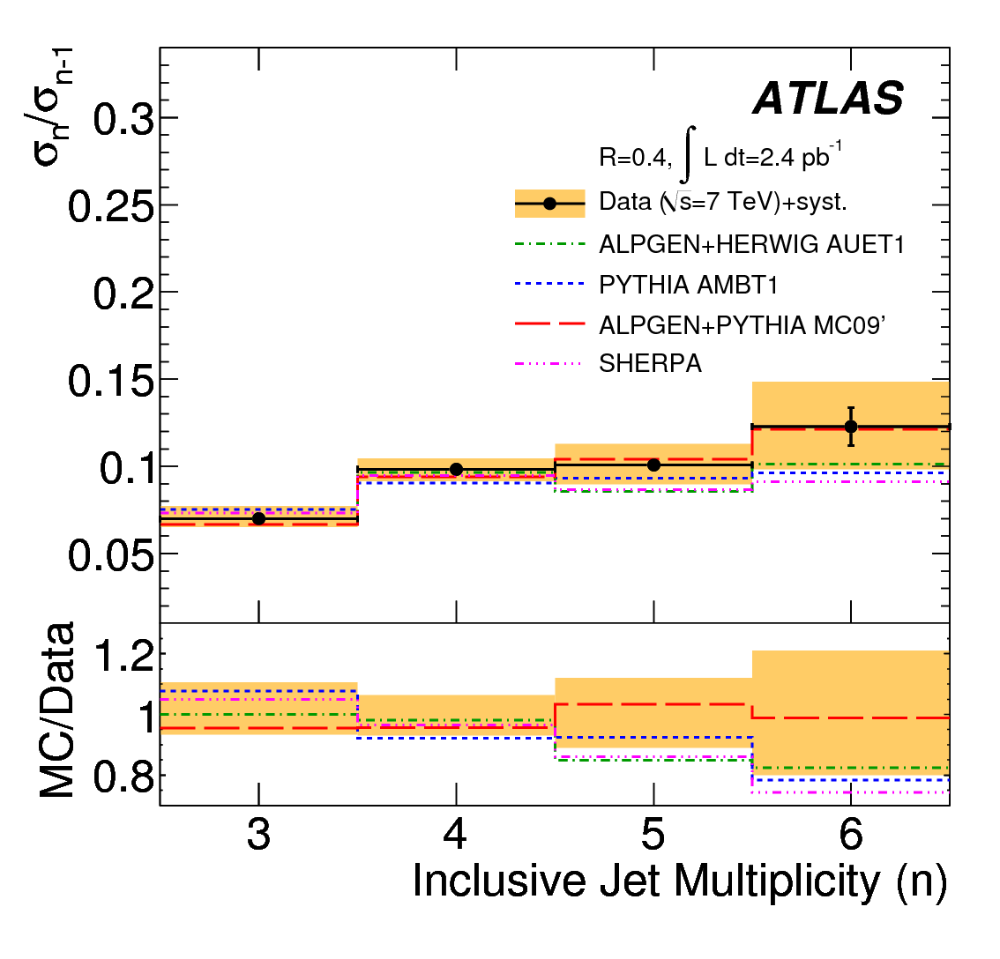 σn/σn-1
0.3
0.25
0.2
0.15
0.1
0.05
ATLAS
R=0.4, ∫ L dt=2.4 pb-1
Data (√s=7 TeV)+syst.
ALPGEN+HERWIG AUET1
PYTHIA AMBT1
ALPGEN+PYTHIA MC09’
SHERPA
MC/Data
1.2
1
0.8
3 4 5 6
Inclusive Jet Multiplicity (n)